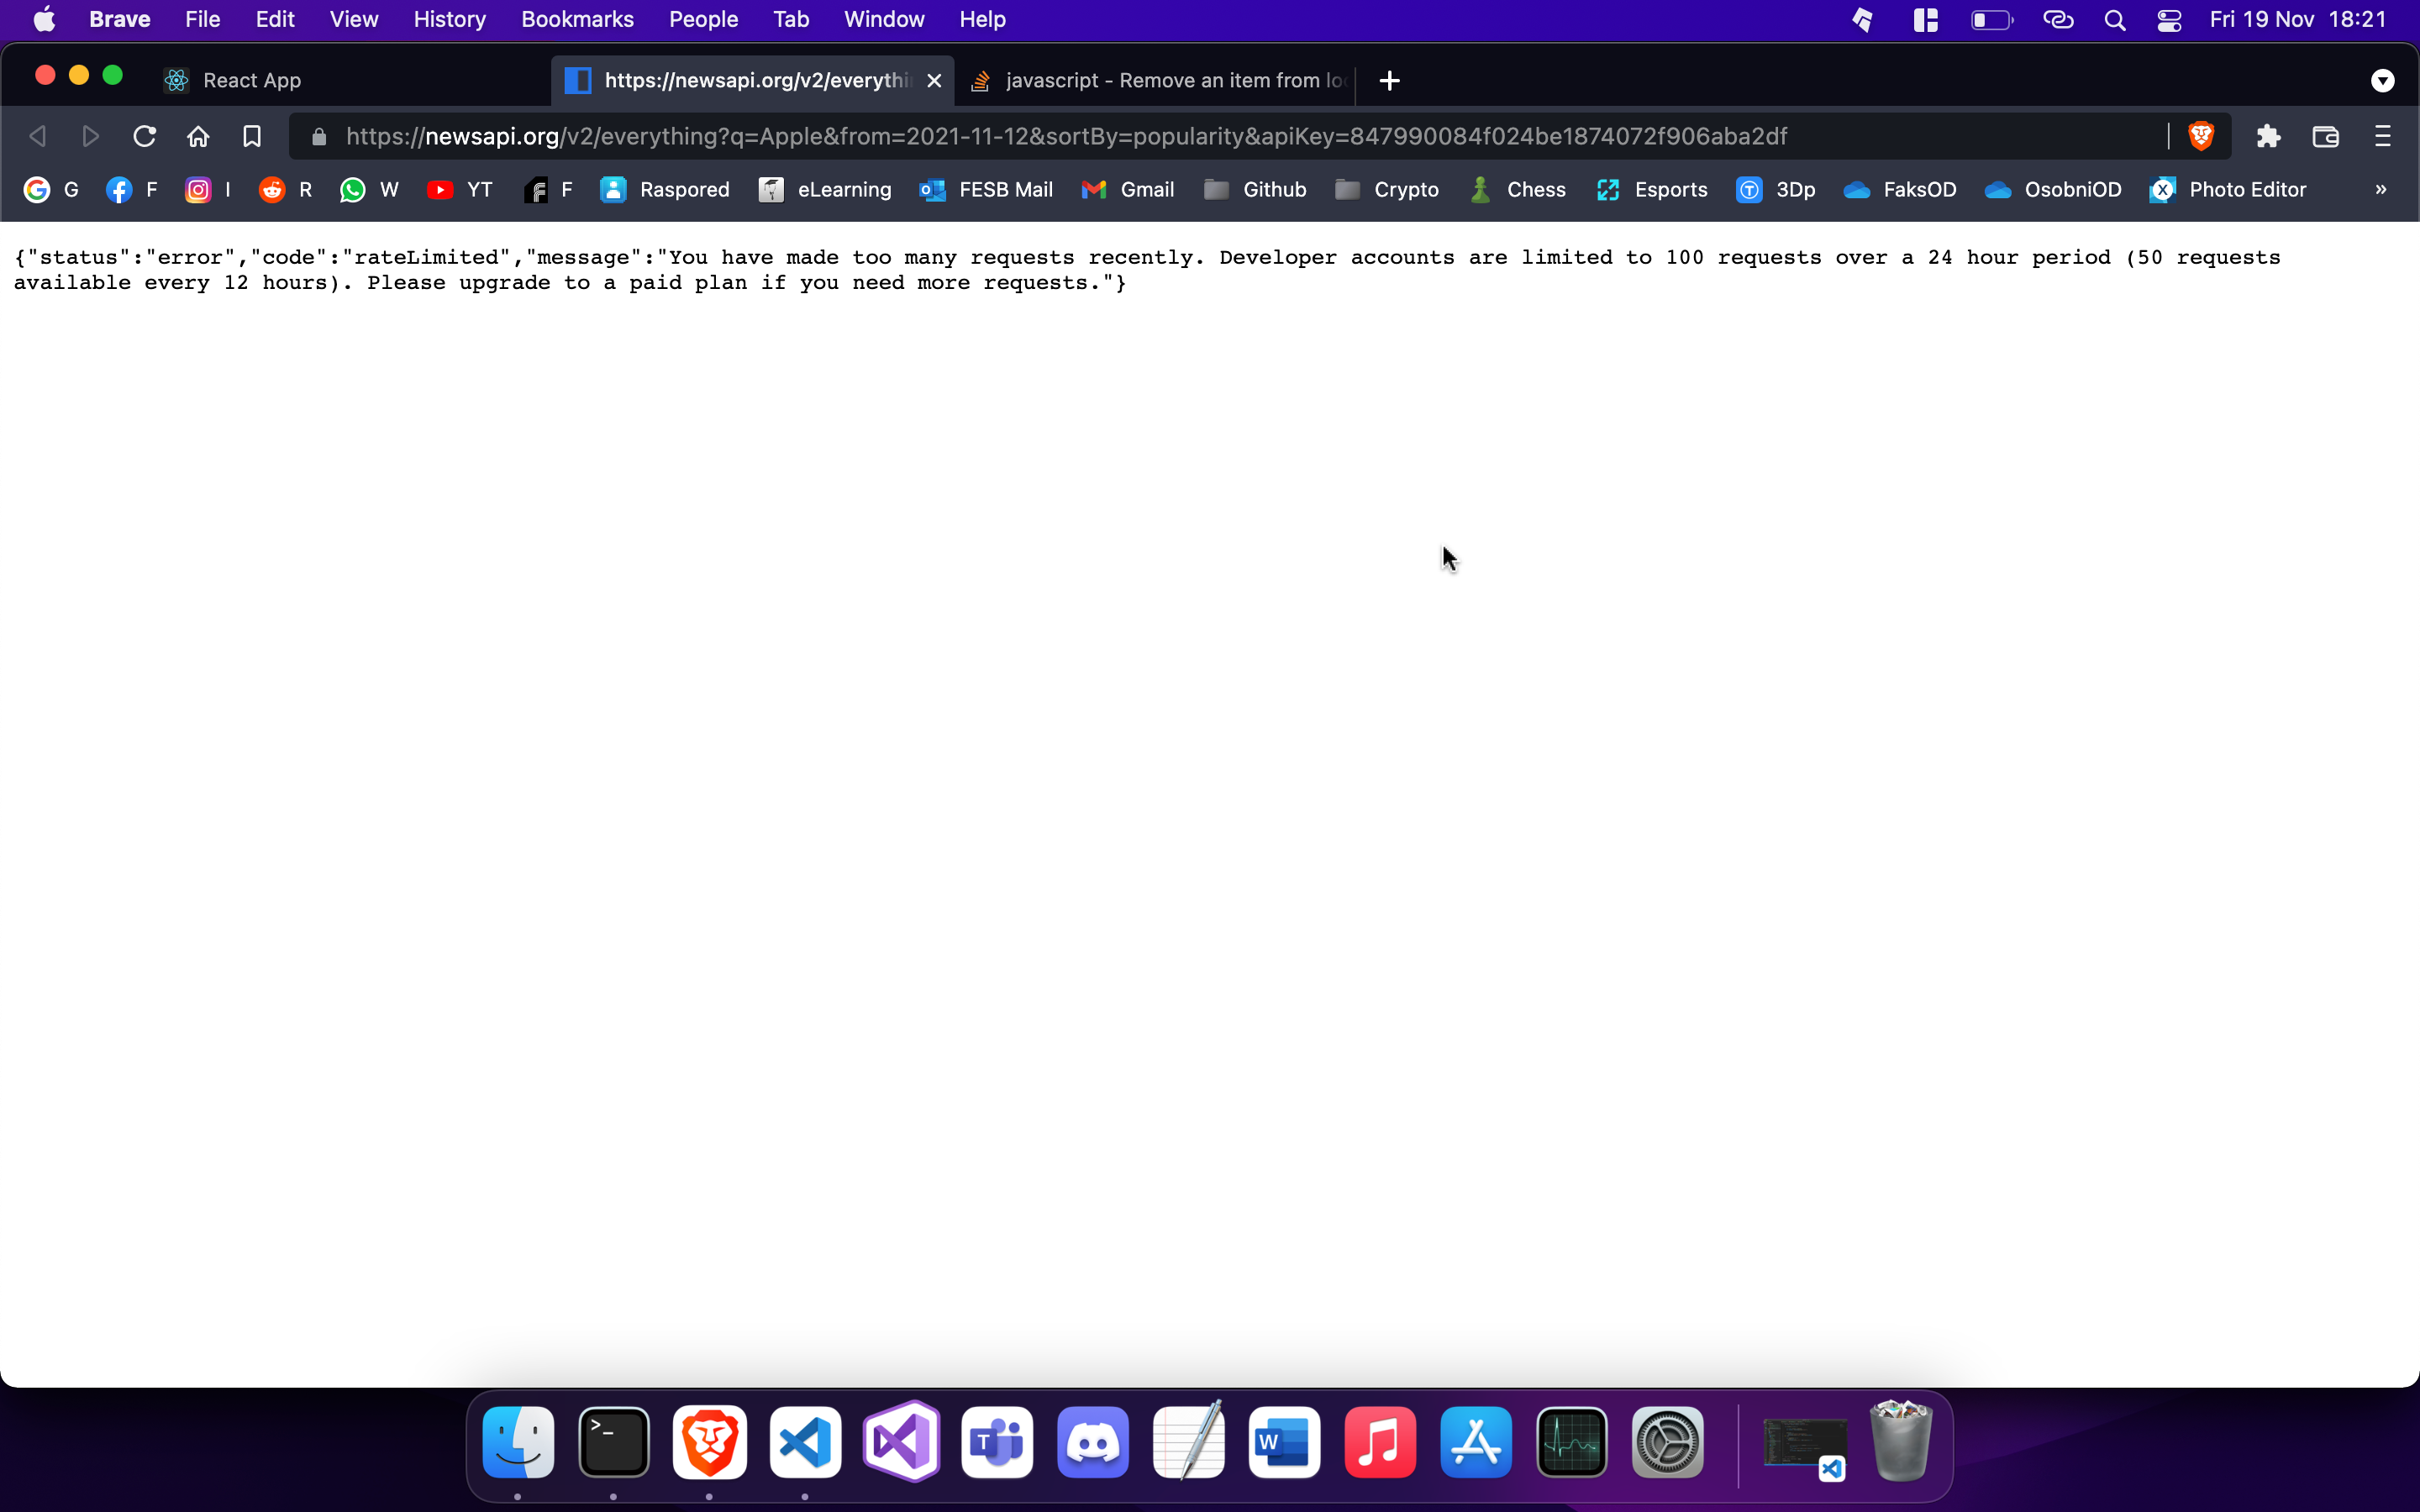 Brave File Edit View History Bookmarks People Tab Window Help Fri 19 Nov 18:21
React App https://newsapi.org/v2/everythi javascript - Remove an item from lo
https://newsapi.org/v2/everything?q=Apple&from=2021-11-12&sortBy=popularity&apiKey=847990084f024be1874072f906aba2df
G F I R W YT F Raspored eLearning FESB Mail Gmail Github Crypto Chess Esports 3Dp FaksOD OsobniOD Photo Editor »
{"status":"error","code":"rateLimited","message":"You have made too many requests recently. Developer accounts are limited to 100 requests over a 24 hour period (50 requests
available every 12 hours). Please upgrade to a paid plan if you need more requests."}